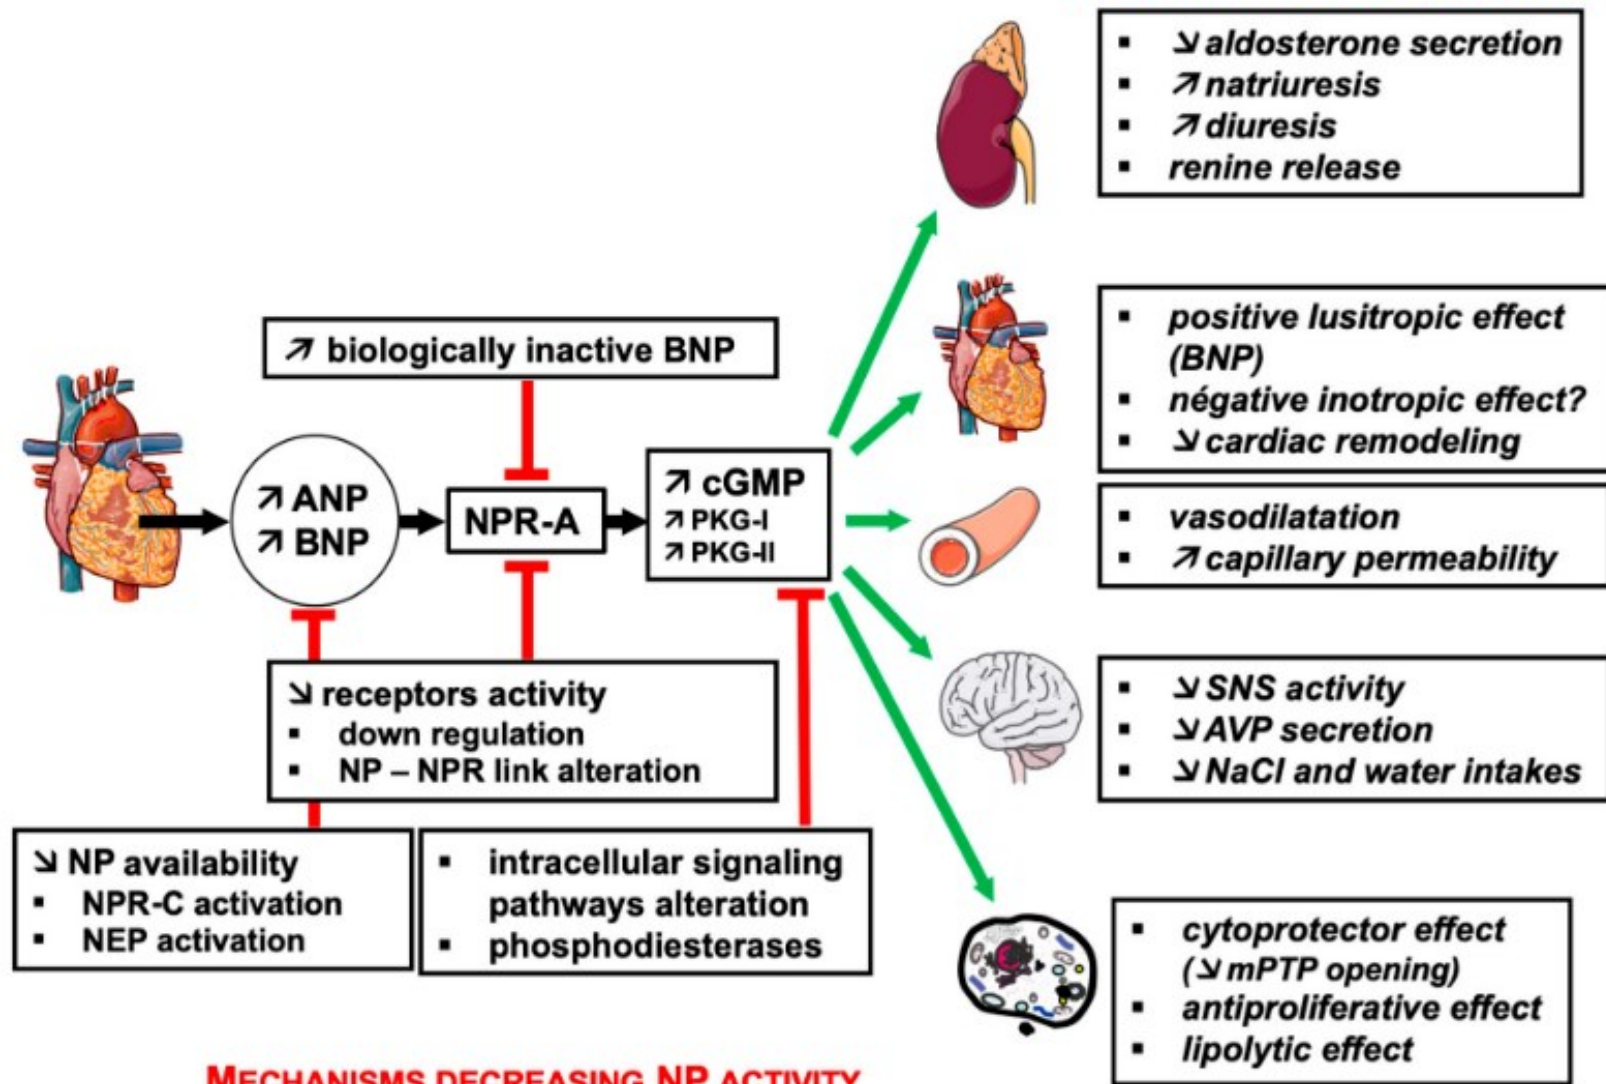 ↘ aldosterone secretion
↗ natriuresis
↗ diuresis
renine release
positive lusitropic effect
(BNP)
négative inotropic effect?
↘ cardiac remodeling
vasodilatation
↗ capillary permeability
↘ SNS activity
↘ AVP secretion
↘ NaCl and water intakes
cytoprotector effect
(↘ mPTP opening)
antiproliferative effect
lipolytic effect
↗ biologically inactive BNP
↗ ANP
↗ BNP
NPR-A
↗ cGMP
↗ PKG-I
↗ PKG-II
↘ receptors activity
down regulation
NP – NPR link alteration
↘ NP availability
NPR-C activation
NEP activation
intracellular signaling
pathways alteration
phosphodiesterases
MECHANISMS DECREASING NP ACTIVITY